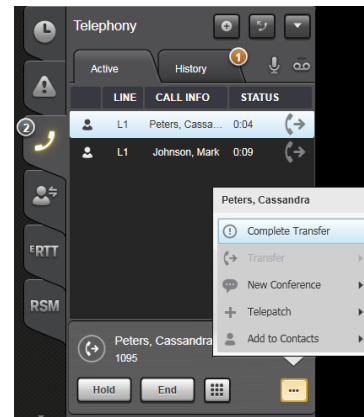 Telephony
Active
History
1
LINE CALL INFO STATUS
2
L1 Peters, Cassa... 0:04
L1 Johnson, Mark 0:09
Peters, Cassandra
Complete Transfer
Transfer
New Conference
Telepatch
Add to Contacts
ERTT
RSM
Peters, Cassandra
1095
Hold
End